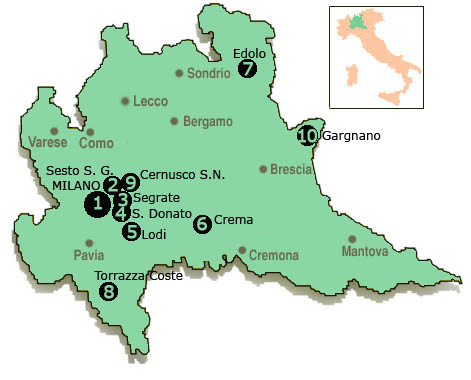 Edolo
7
Sondrio
Lecco
Bergamo
10 Gargnano
Varese
Como
Brescia
Sesto S. G.
2
9 Cernusco S.N.
MILANO
1
3 Segrate
4 S. Donato
5 Lodi
6 Crema
Pavia
Cremona
Mantova
Torrazza Coste
8